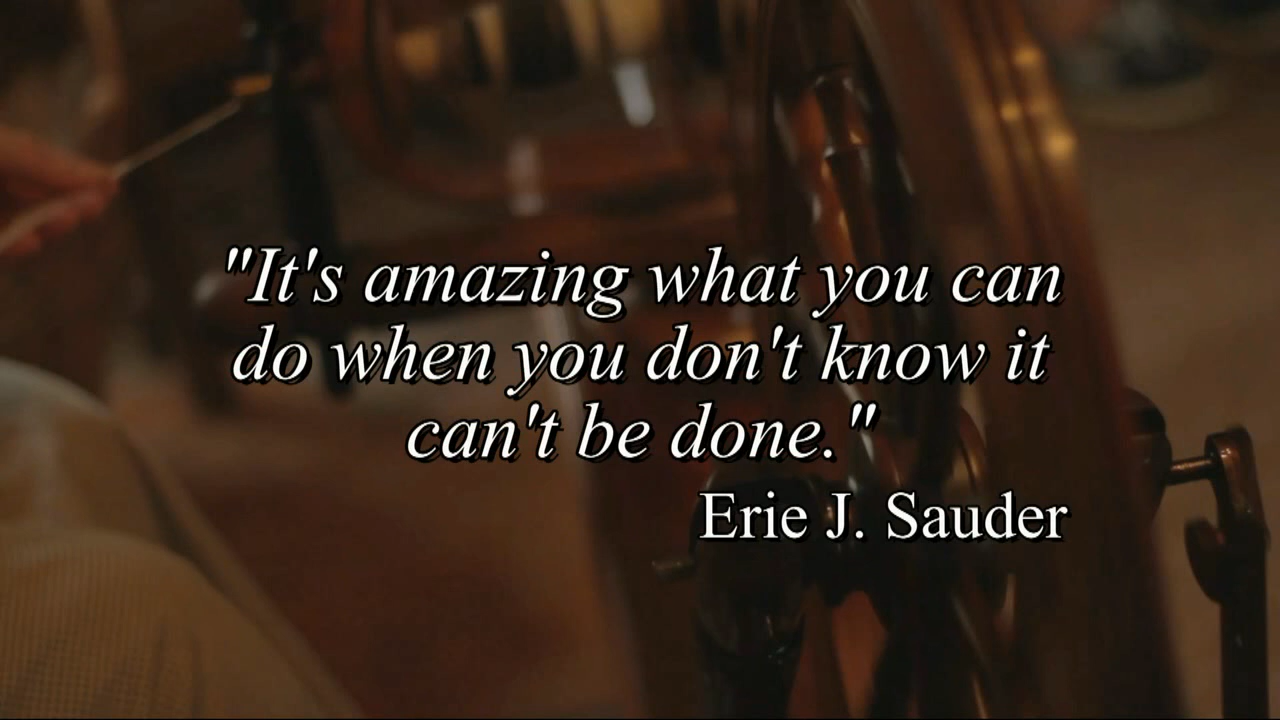 "It's amazing what you can
do when you don't know it
can't be done."
Erie J. Sauder